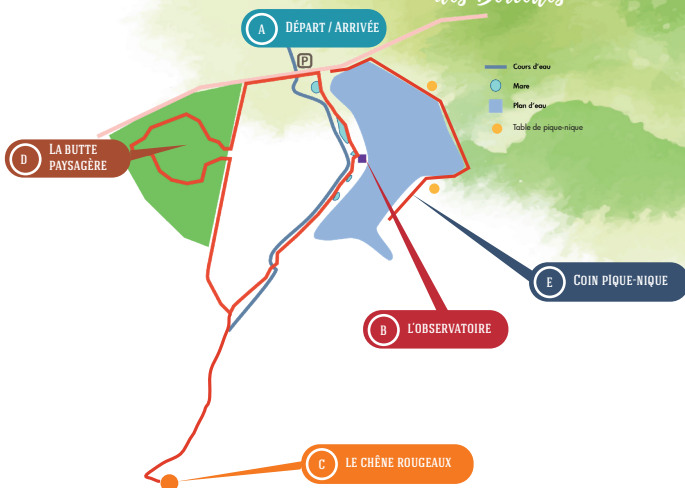 A DÉPART / ARRIVÉE
P
Cours d'eau
Mare
Plan d'eau
Table de pique-nique
D LA BUTTE
PAYSAGÈRE
E COIN PIQUE-NIQUE
B L'OBSERVATOIRE
C LE CHÊNE ROUGEAUX